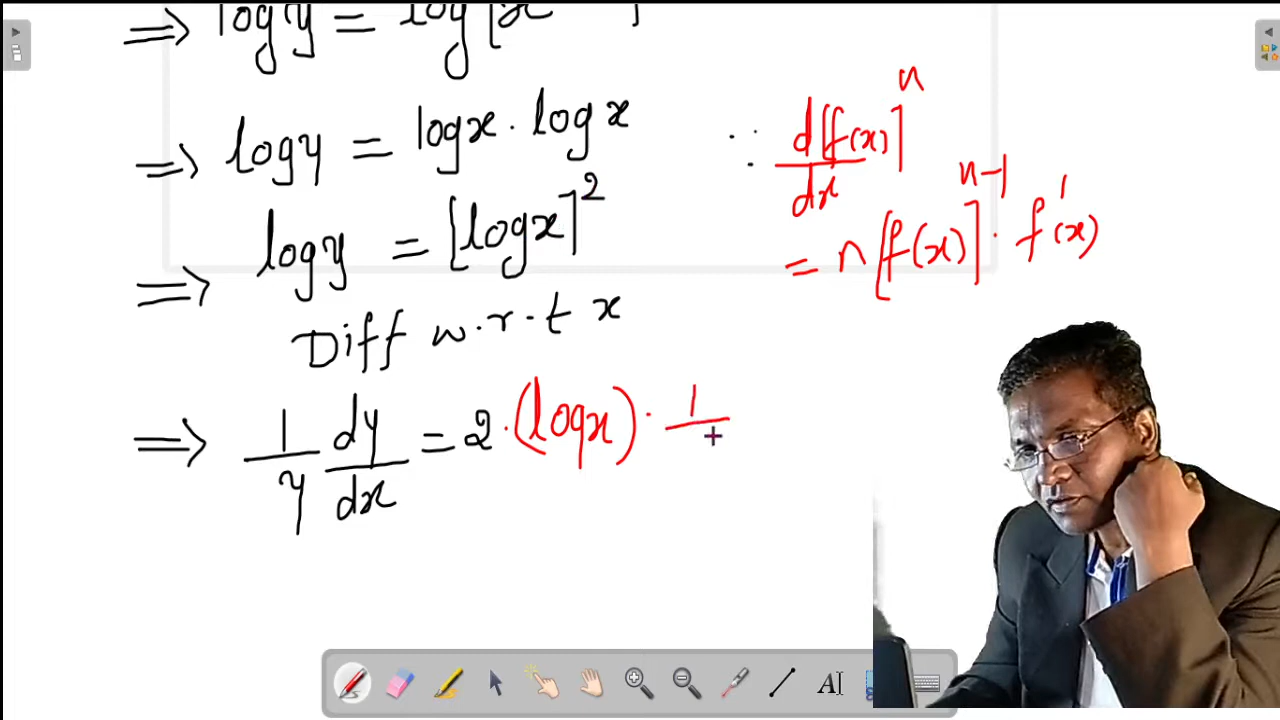 ⇒ log y = log [x
⇒ log y = log x · log x
⇒ log y = [log x]²
Diff w.r.t x
⇒ 1/y dy/dx = 2 · (log x) · 1/
∵ d[f(x)]ⁿ/dx
= n[f(x)]ⁿ⁻¹ · f'(x)
A